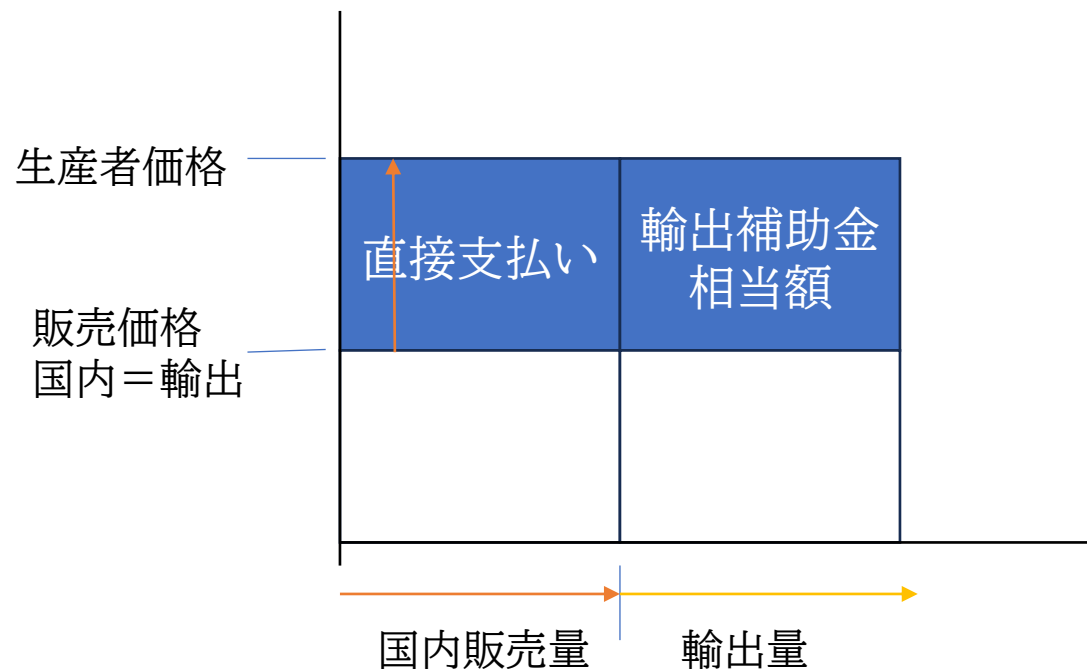 生産者価格
直接支払い
輸出補助金
相当額
販売価格
国内＝輸出
国内販売量
輸出量